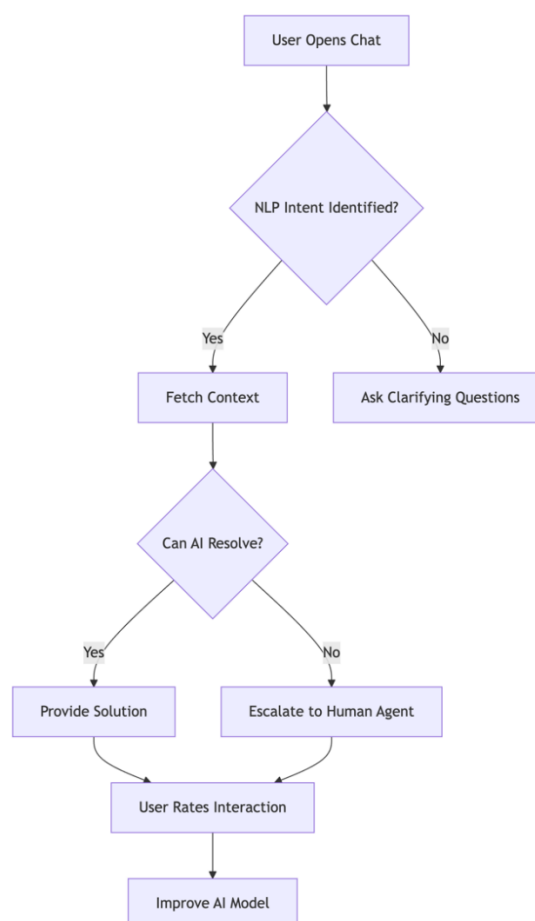 User Opens Chat
NLP Intent Identified?
Yes
No
Fetch Context
Ask Clarifying Questions
Can AI Resolve?
Yes
No
Provide Solution
Escalate to Human Agent
User Rates Interaction
Improve AI Model